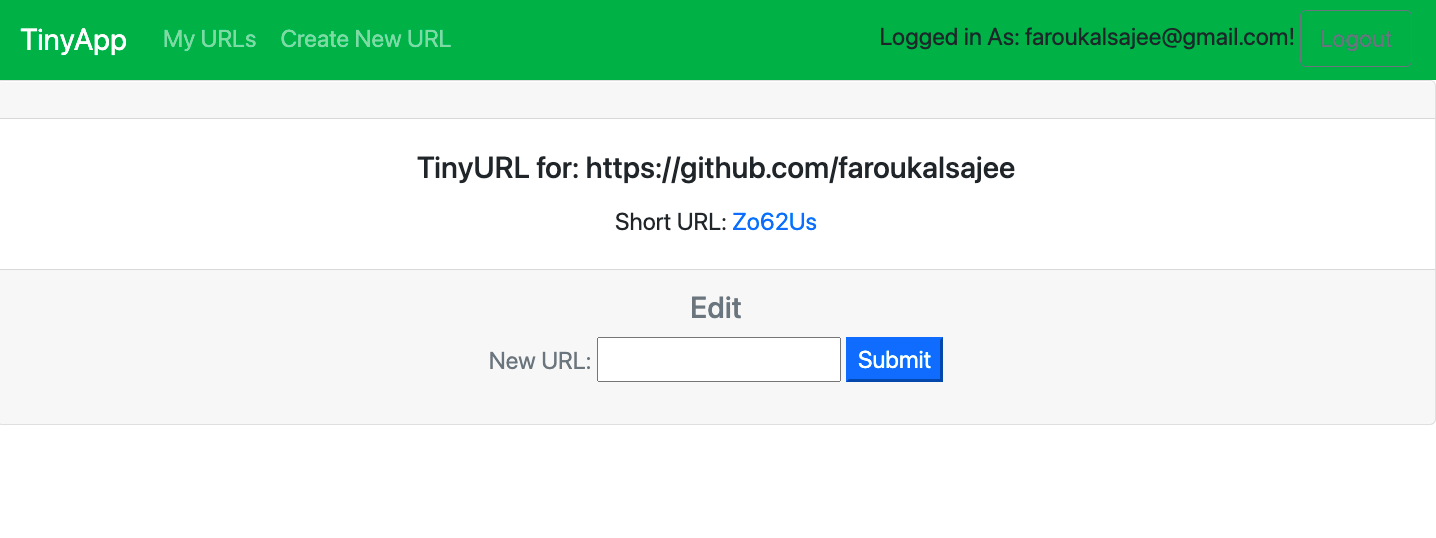 TinyApp My URLs Create New URL Logged in As: faroukalsajee@gmail.com! Logout
TinyURL for: https://github.com/faroukalsajee
Short URL: Zo62Us
Edit
New URL: Submit